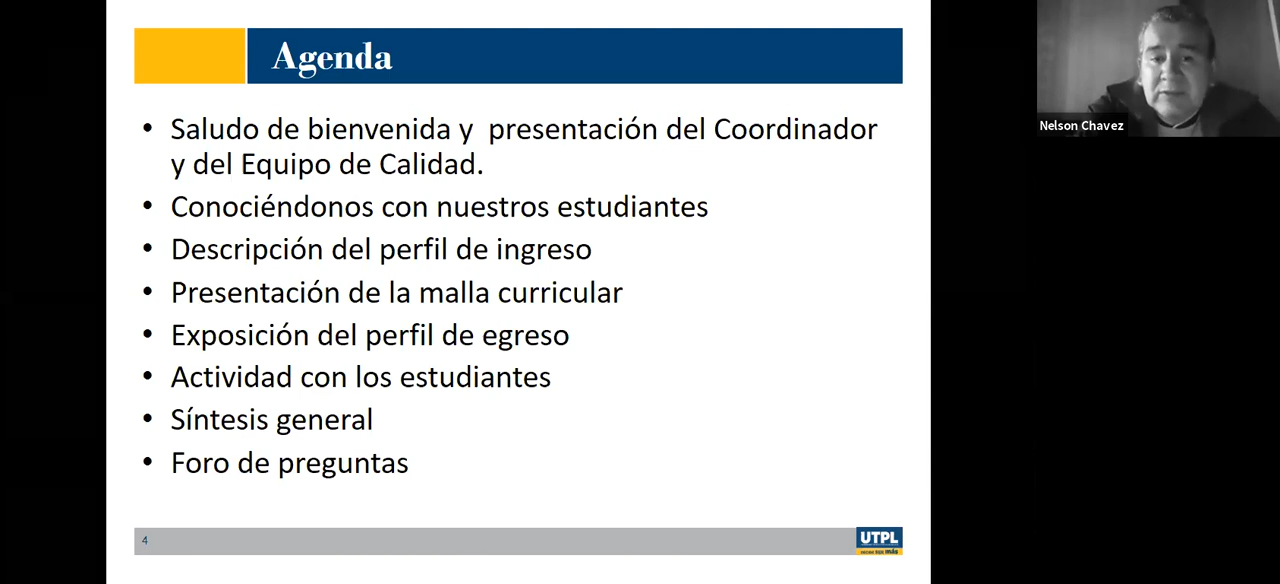 Agenda
• Saludo de bienvenida y  presentación del Coordinador
y del Equipo de Calidad.
• Conociéndonos con nuestros estudiantes
• Descripción del perfil de ingreso
• Presentación de la malla curricular
• Exposición del perfil de egreso
• Actividad con los estudiantes
• Síntesis general
• Foro de preguntas
4
UTPL
Nelson Chavez